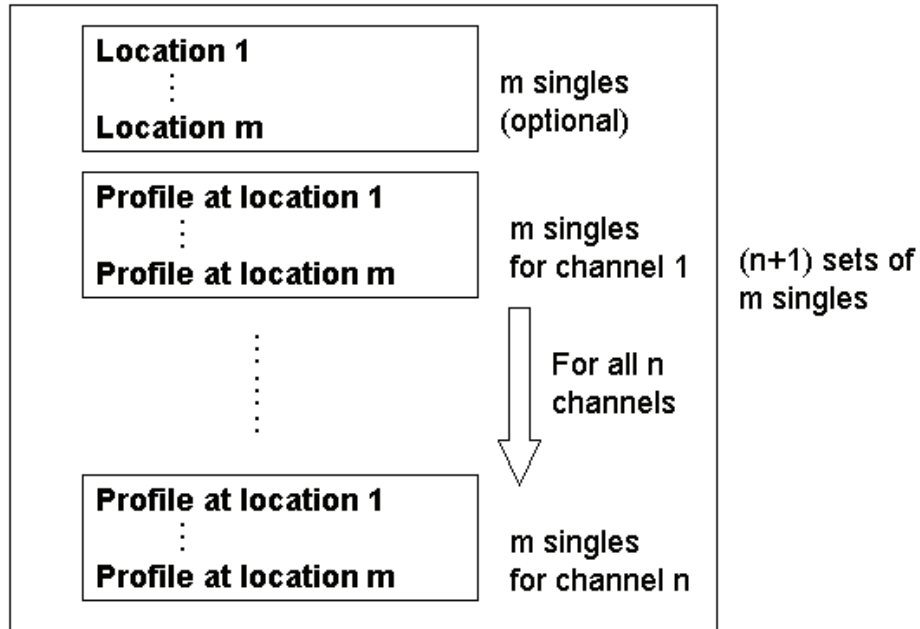 Location 1
Location m
m singles
(optional)
Profile at location 1
Profile at location m
m singles
for channel 1
(n+1) sets of
m singles
For all n
channels
Profile at location 1
Profile at location m
m singles
for channel n